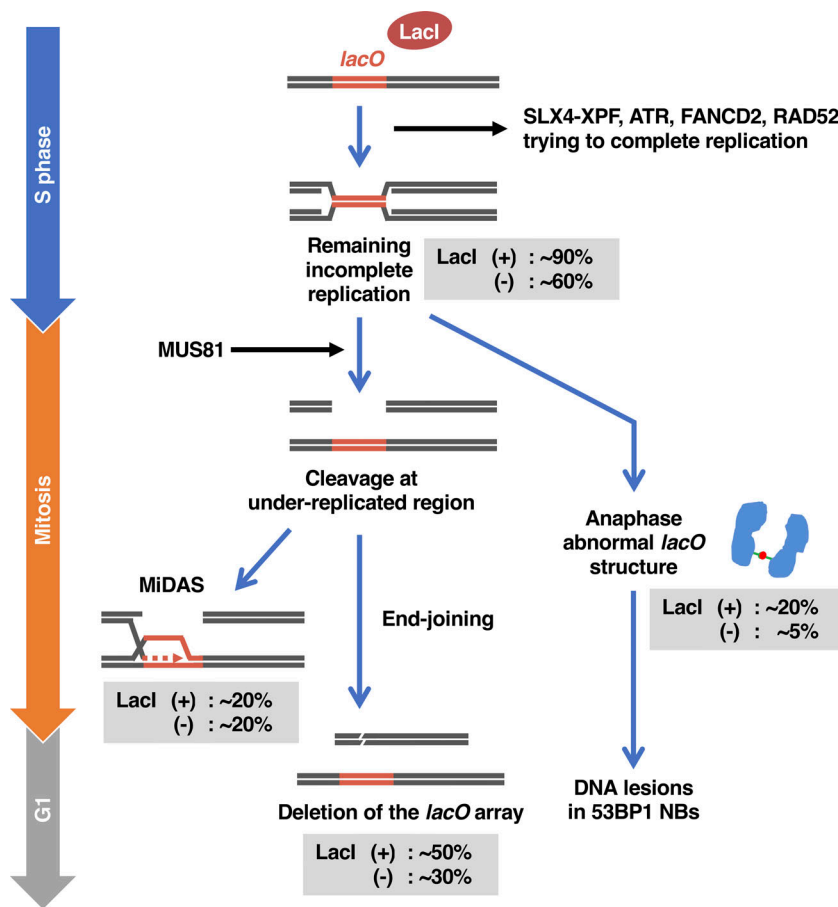 LacI
lacO
SLX4-XPF, ATR, FANCD2, RAD52
trying to complete replication
S phase
Remaining
incomplete
replication
LacI (+) : ~90%
(-) : ~60%
MUS81
Cleavage at
under-replicated region
Mitosis
Anaphase
abnormal lacO
structure
LacI (+) : ~20%
(-) : ~5%
MiDAS
End-joining
LacI (+) : ~20%
(-) : ~20%
G1
DNA lesions
in 53BP1 NBs
Deletion of the lacO array
LacI (+) : ~50%
(-) : ~30%